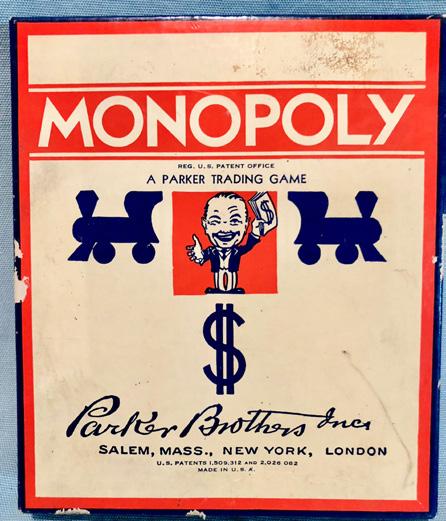 MONOPOLY
REG. U. S. PATENT OFFICE
A PARKER TRADING GAME
$
$
Parker Brothers Inc.
SALEM, MASS., NEW YORK, LONDON
U. S. PATENTS 1,509,312 AND 2,026,082
MADE IN U. S. A.